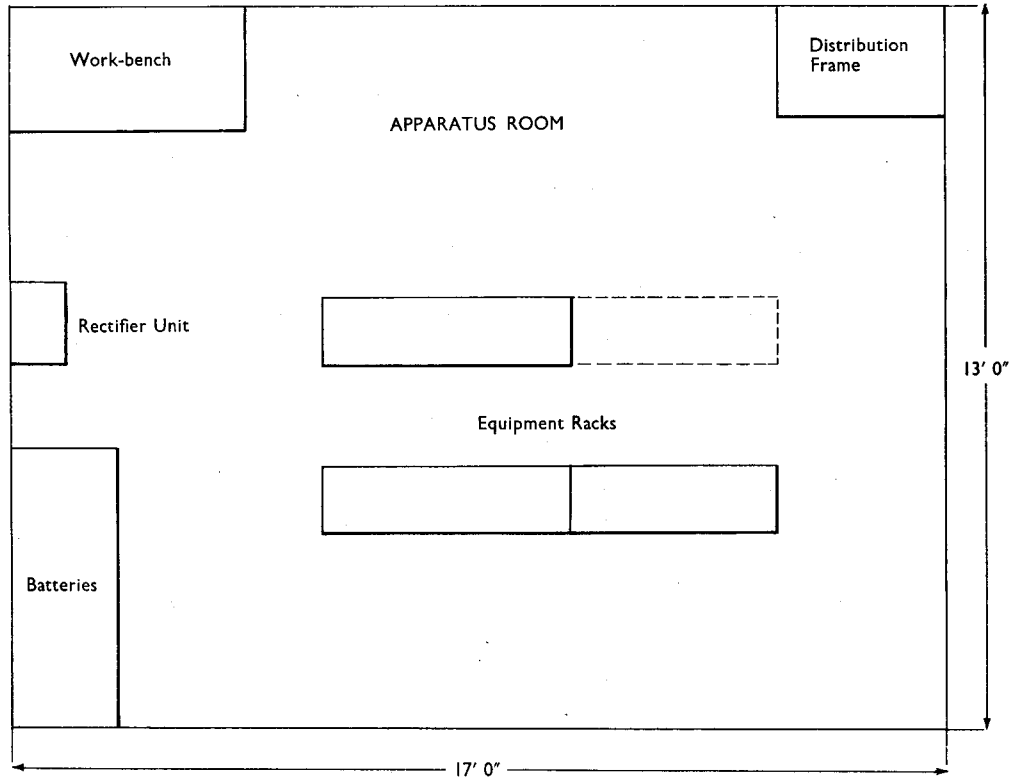 Work-bench
Distribution
Frame
APPARATUS ROOM
Rectifier Unit
13' 0"
Equipment Racks
Batteries
17' 0"